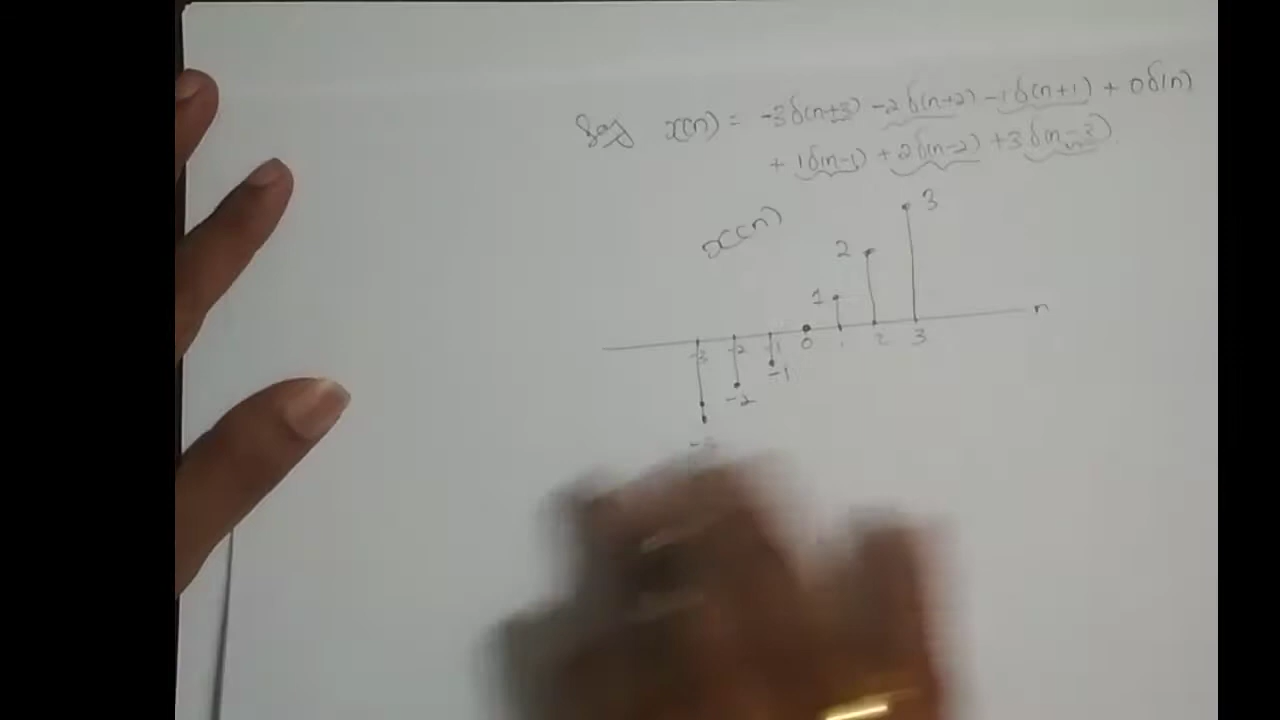 Say x(n) = -3δ(n+3) -2δ(n+2) -1δ(n+1) + 0δ(n)
+ 1δ(n-1) + 2δ(n-2) +3δ(n-3)
x(n)
3
2
1
n
-3 -2 -1 0 1 2 3
-1
-2